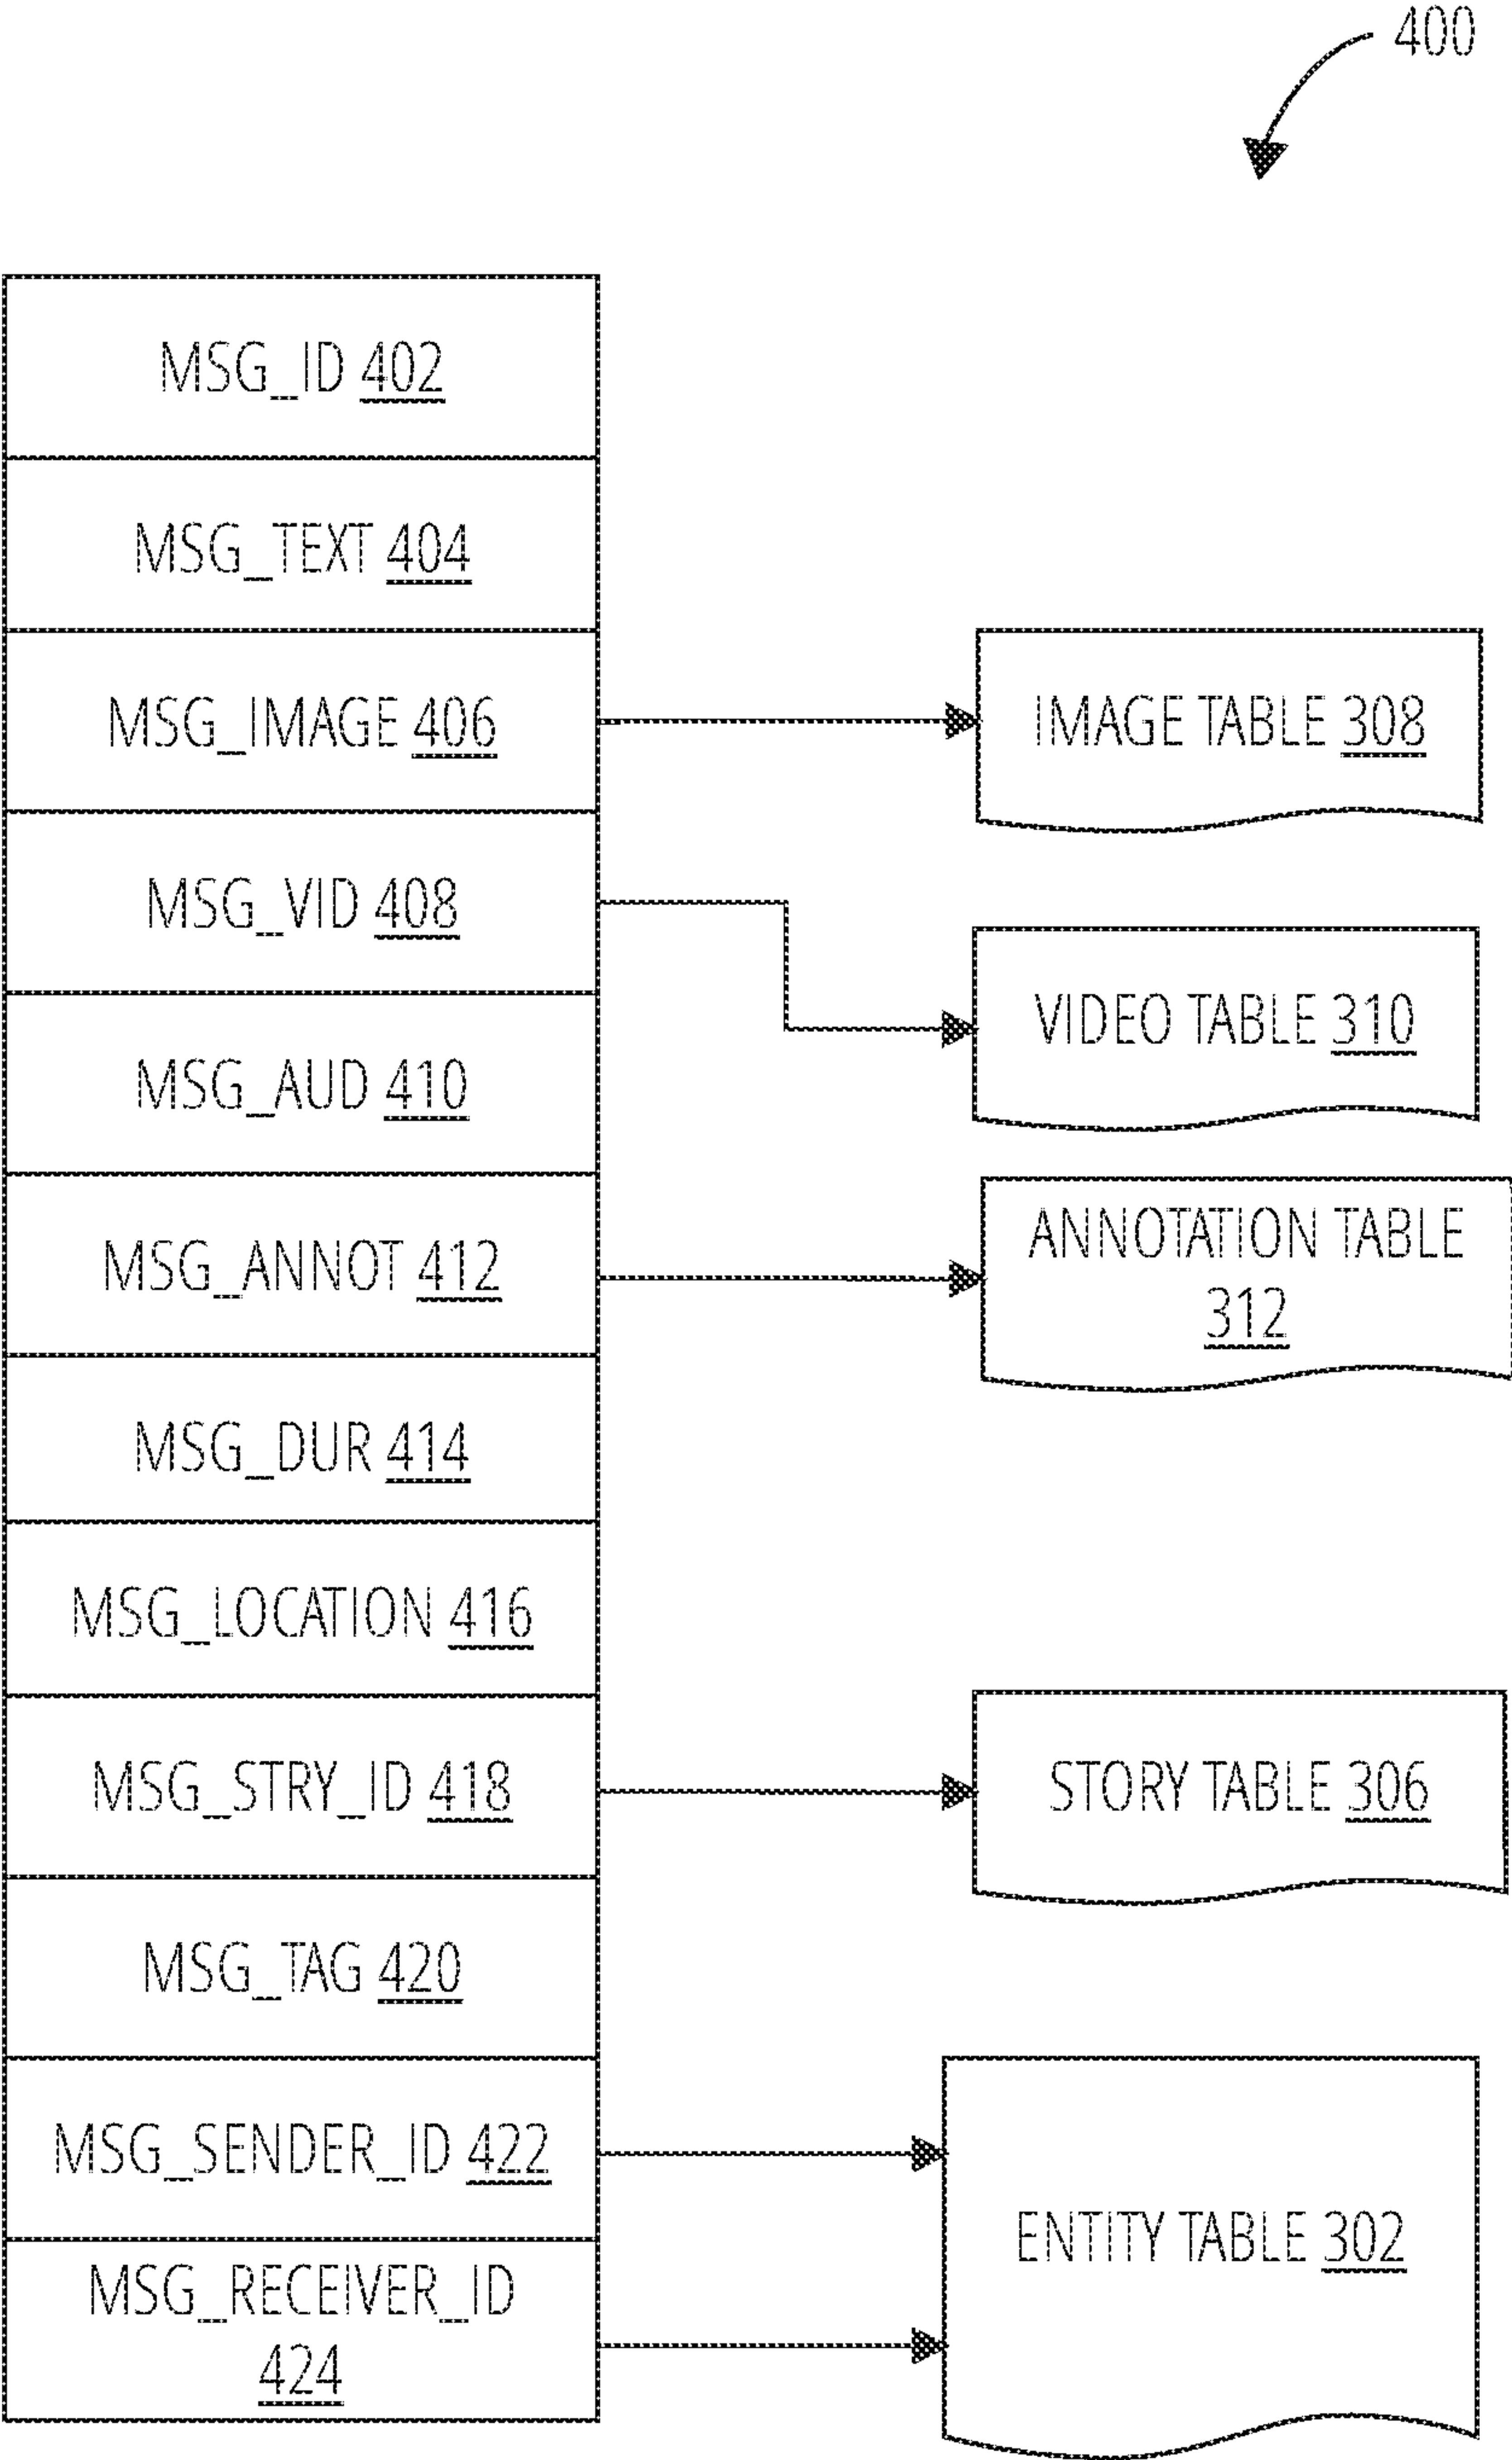 400
MSG_ID 402
MSG_TEXT 404
MSG_IMAGE 406
IMAGE TABLE 308
MSG_VID 408
VIDEO TABLE 310
MSG_AUD 410
MSG_ANNOT 412
ANNOTATION TABLE
312
MSG_DUR 414
MSG_LOCATION 416
MSG_STRY_ID 418
STORY TABLE 306
MSG_TAG 420
MSG_SENDER_ID 422
ENTITY TABLE 302
MSG_RECEIVER_ID
424